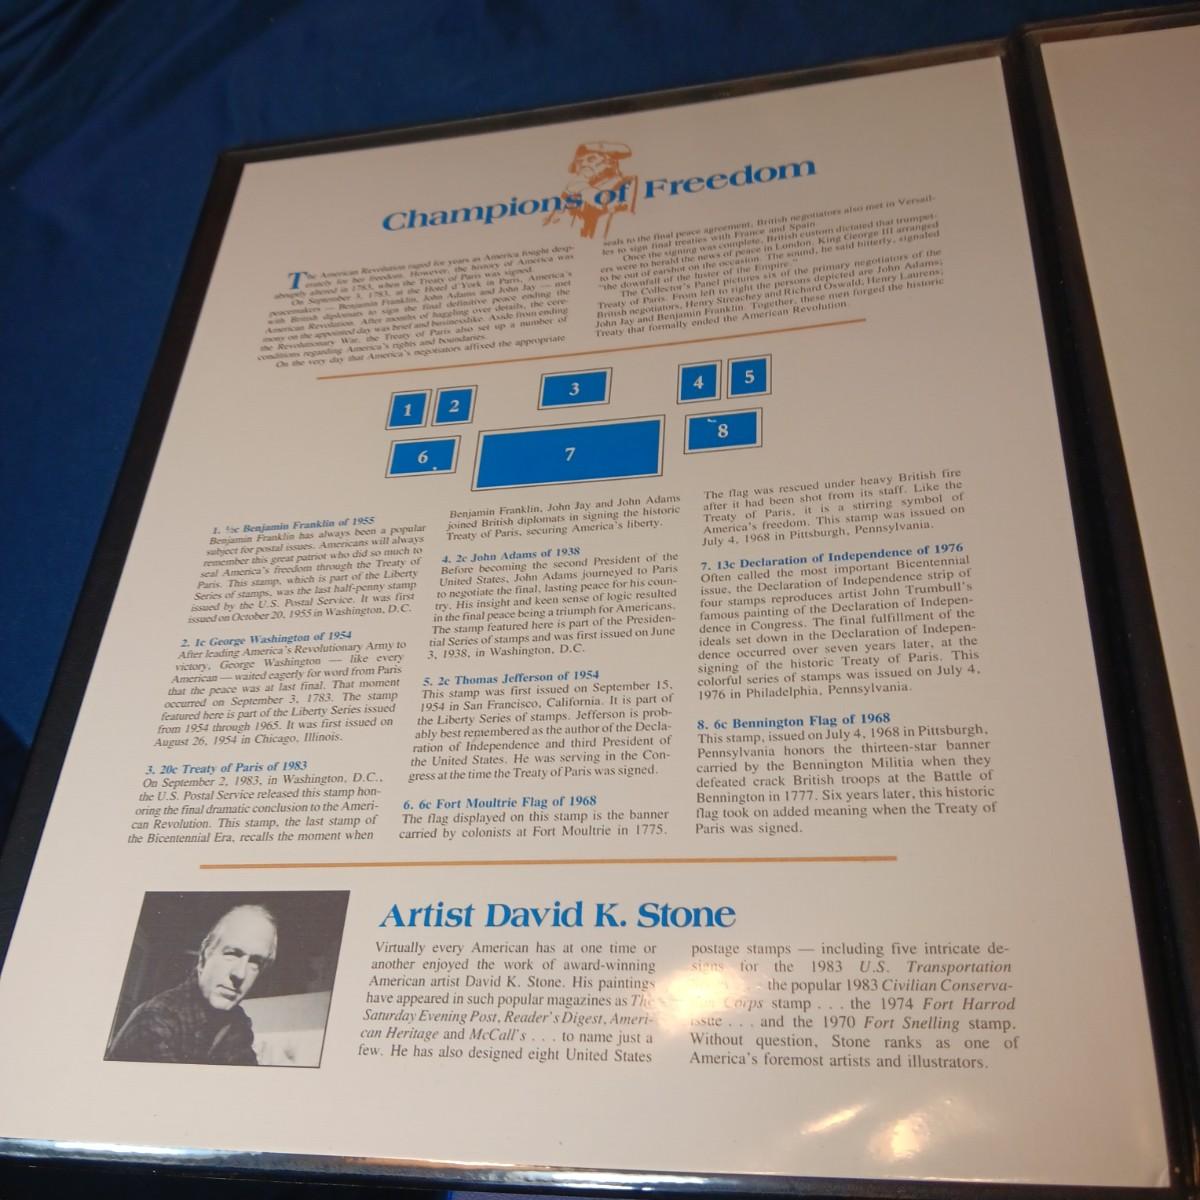 Champions of Freedom
The American Revolution raged for years as America fought desp-
erately for her freedom. However, the history of America was
abruptly altered in 1783, when the Treaty of Paris was signed.
On September 3, 1783, at the Hotel d'York in Paris, America's
peacemakers — Benjamin Franklin, John Adams and John Jay — met
with British diplomats to sign the final definitive peace ending the
American Revolution. After months of haggling over details, the cere-
mony on the appointed day was brief and businesslike. Aside from ending
the Revolutionary War, the Treaty of Paris also set up a number of
conditions regarding America's rights and boundaries.
On the very day that America's negotiators affixed the appropriate
seals to the final peace agreement, British negotiators also met in Versail-
les to sign final treaties with France and Spain.
Once the signing was complete, British custom dictated that trumpet-
ers were to herald the news of peace in London. King George III arranged
to be out of earshot on the occasion. The sound, he said bitterly, signaled
"the downfall of the luster of the Empire."
The Collector's Panel pictures six of the primary negotiators of the
Treaty of Paris. From left to right the persons depicted are John Adams;
British negotiators, Henry Streachey and Richard Oswald; Henry Laurens;
John Jay and Benjamin Franklin. Together, these men forged the historic
Treaty that formally ended the American Revolution.
1 2 3 4 5
6 7 8
1. ½c Benjamin Franklin of 1955
Benjamin Franklin has always been a popular
subject for postal issues. Americans will always
remember this great patriot who did so much to
seal America's freedom through the Treaty of
Paris. This stamp, which is part of the Liberty
Series of stamps, was the last half-penny stamp
issued by the U.S. Postal Service. It was first
issued on October 20, 1955 in Washington, D.C.
2. 1c George Washington of 1954
After leading America's Revolutionary Army to
victory, George Washington — like every
American — waited eagerly for word from Paris
that the peace was at last final. That moment
occurred on September 3, 1783. The stamp
featured here is part of the Liberty Series issued
from 1954 through 1965. It was first issued on
August 26, 1954 in Chicago, Illinois.
3. 20c Treaty of Paris of 1983
On September 2, 1983, in Washington, D.C.,
the U.S. Postal Service released this stamp hon-
oring the final dramatic conclusion to the Ameri-
can Revolution. This stamp, the last stamp of
the Bicentennial Era, recalls the moment when
Benjamin Franklin, John Jay and John Adams
joined British diplomats in signing the historic
Treaty of Paris, securing America's liberty.
4. 2c John Adams of 1938
Before becoming the second President of the
United States, John Adams journeyed to Paris
to negotiate the final, lasting peace for his coun-
try. His insight and keen sense of logic resulted
in the final peace being a triumph for Americans.
The stamp featured here is part of the Presiden-
tial Series of stamps and was first issued on June
3, 1938, in Washington, D.C.
5. 2c Thomas Jefferson of 1954
This stamp was first issued on September 15,
1954 in San Francisco, California. It is part of
the Liberty Series of stamps. Jefferson is prob-
ably best remembered as the author of the Decla-
ration of Independence and third President of
the United States. He was serving in the Con-
gress at the time the Treaty of Paris was signed.
6. 6c Fort Moultrie Flag of 1968
The flag displayed on this stamp is the banner
carried by colonists at Fort Moultrie in 1775.
The flag was rescued under heavy British fire
after it had been shot from its staff. Like the
Treaty of Paris, it is a stirring symbol of
America's freedom. This stamp was issued on
July 4, 1968 in Pittsburgh, Pennsylvania.
7. 13c Declaration of Independence of 1976
Often called the most important Bicentennial
issue, the Declaration of Independence strip of
four stamps reproduces artist John Trumbull's
famous painting of the Declaration of Indepen-
dence in Congress. The final fulfillment of the
ideals set down in the Declaration of Indepen-
dence occurred over seven years later, at the
signing of the historic Treaty of Paris. This
colorful series of stamps was issued on July 4,
1976 in Philadelphia, Pennsylvania.
8. 6c Bennington Flag of 1968
This stamp, issued on July 4, 1968 in Pittsburgh,
Pennsylvania honors the thirteen-star banner
carried by the Bennington Militia when they
defeated crack British troops at the Battle of
Bennington in 1777. Six years later, this historic
flag took on added meaning when the Treaty of
Paris was signed.
Artist David K. Stone
Virtually every American has at one time or
another enjoyed the work of award-winning
American artist David K. Stone. His paintings
have appeared in such popular magazines as The
Saturday Evening Post, Reader's Digest, Ameri-
can Heritage and McCall's . . . to name just a
few. He has also designed eight United States
postage stamps — including five intricate de-
signs for the 1983 U.S. Transportation
the popular 1983 Civilian Conserva-
tion Corps stamp . . . the 1974 Fort Harrod
issue . . . and the 1970 Fort Snelling stamp.
Without question, Stone ranks as one of
America's foremost artists and illustrators.